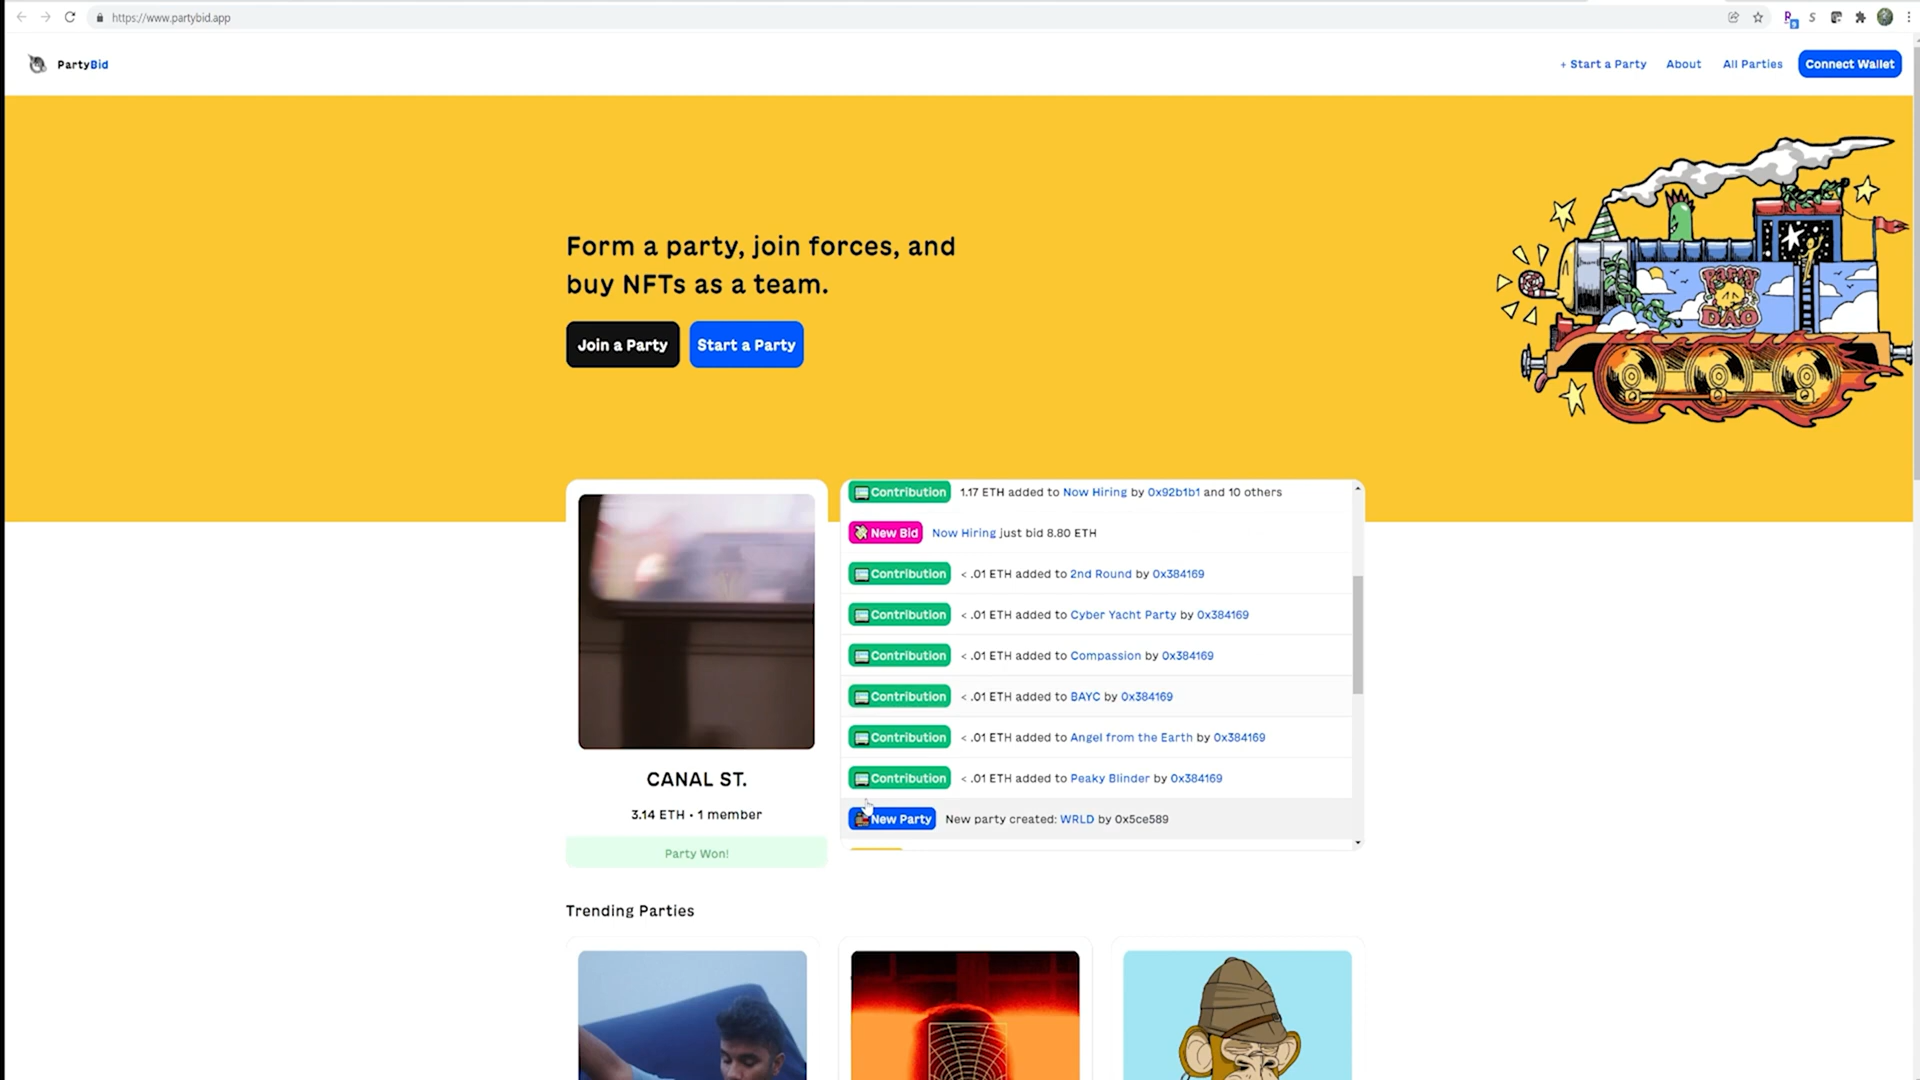 https://www.partybid.app
PartyBid
+ Start a Party
About
All Parties
Connect Wallet
Form a party, join forces, and
buy NFTs as a team.
Join a Party
Start a Party
Party
DAO
Contribution 1.17 ETH added to Now Hiring by 0x92b1b1 and 10 others
New Bid Now Hiring just bid 8.80 ETH
Contribution < .01 ETH added to 2nd Round by 0x384169
Contribution < .01 ETH added to Cyber Yacht Party by 0x384169
Contribution < .01 ETH added to Compassion by 0x384169
Contribution < .01 ETH added to BAYC by 0x384169
Contribution < .01 ETH added to Angel from the Earth by 0x384169
Contribution < .01 ETH added to Peaky Blinder by 0x384169
New Party New party created: WRLD by 0x5ce589
CANAL ST.
3.14 ETH • 1 member
Party Won!
Trending Parties